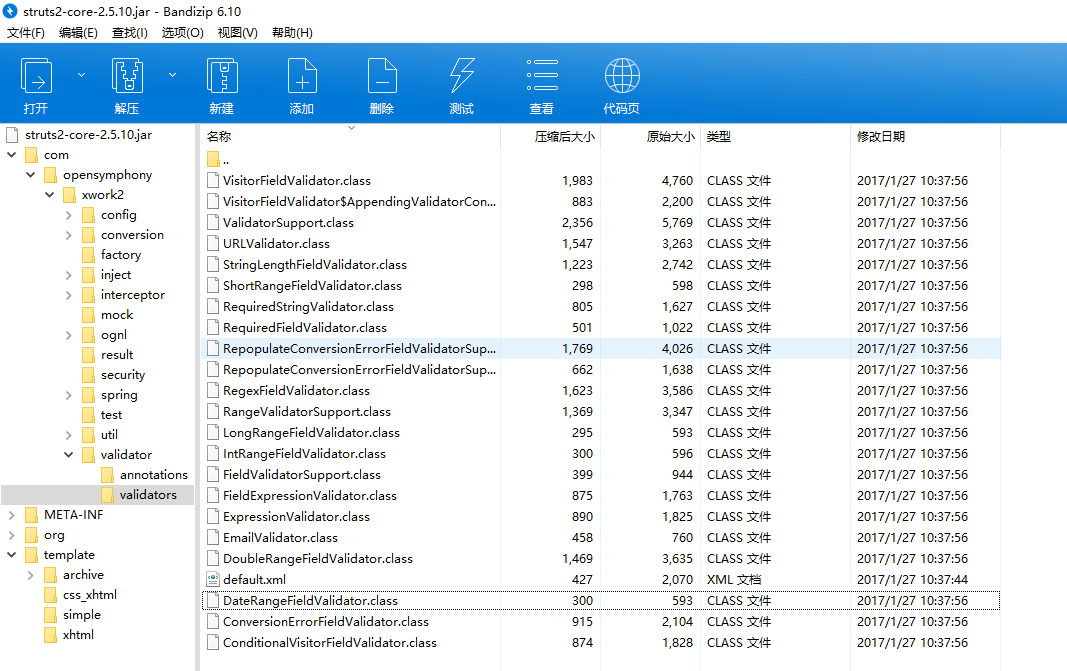 struts2-core-2.5.10.jar - Bandizip 6.10
文件(F) 编辑(E) 查找(I) 选项(O) 视图(V) 帮助(H)
打开 解压 新建 添加 删除 测试 查看 代码页
struts2-core-2.5.10.jar
com
opensymphony
xwork2
config
conversion
factory
inject
interceptor
mock
ognl
result
security
spring
test
util
validator
annotations
validators
META-INF
org
template
archive
css_xhtml
simple
xhtml
名称 压缩后大小 原始大小 类型 修改日期
..
VisitorFieldValidator.class 1,983 4,760 CLASS 文件 2017/1/27 10:37:56
VisitorFieldValidator$AppendingValidatorCon... 883 2,200 CLASS 文件 2017/1/27 10:37:56
ValidatorSupport.class 2,356 5,769 CLASS 文件 2017/1/27 10:37:56
URLValidator.class 1,547 3,263 CLASS 文件 2017/1/27 10:37:56
StringLengthFieldValidator.class 1,223 2,742 CLASS 文件 2017/1/27 10:37:56
ShortRangeFieldValidator.class 298 598 CLASS 文件 2017/1/27 10:37:56
RequiredStringValidator.class 805 1,627 CLASS 文件 2017/1/27 10:37:56
RequiredFieldValidator.class 501 1,022 CLASS 文件 2017/1/27 10:37:56
RepopulateConversionErrorFieldValidatorSup... 1,769 4,026 CLASS 文件 2017/1/27 10:37:56
RepopulateConversionErrorFieldValidatorSup... 662 1,638 CLASS 文件 2017/1/27 10:37:56
RegexFieldValidator.class 1,623 3,586 CLASS 文件 2017/1/27 10:37:56
RangeValidatorSupport.class 1,369 3,347 CLASS 文件 2017/1/27 10:37:56
LongRangeFieldValidator.class 295 593 CLASS 文件 2017/1/27 10:37:56
IntRangeFieldValidator.class 300 596 CLASS 文件 2017/1/27 10:37:56
FieldValidatorSupport.class 399 944 CLASS 文件 2017/1/27 10:37:56
FieldExpressionValidator.class 875 1,763 CLASS 文件 2017/1/27 10:37:56
ExpressionValidator.class 890 1,825 CLASS 文件 2017/1/27 10:37:56
EmailValidator.class 458 760 CLASS 文件 2017/1/27 10:37:56
DoubleRangeFieldValidator.class 1,469 3,635 CLASS 文件 2017/1/27 10:37:56
default.xml 427 2,070 XML 文档 2017/1/27 10:37:44
DateRangeFieldValidator.class 300 593 CLASS 文件 2017/1/27 10:37:56
ConversionErrorFieldValidator.class 915 2,104 CLASS 文件 2017/1/27 10:37:56
ConditionalVisitorFieldValidator.class 874 1,828 CLASS 文件 2017/1/27 10:37:56